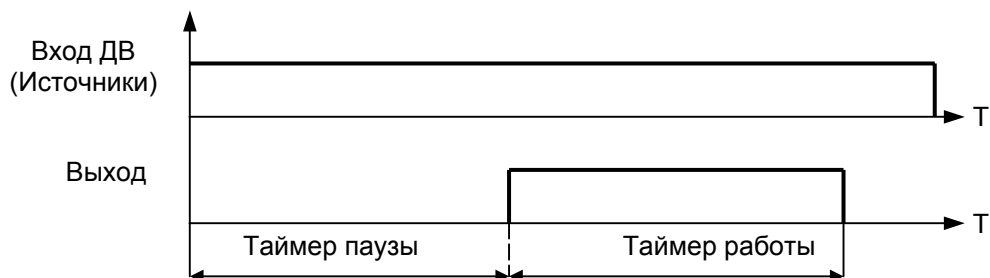 Вход ДВ
(Источники)
T
Выход
T
Таймер паузы
Таймер работы